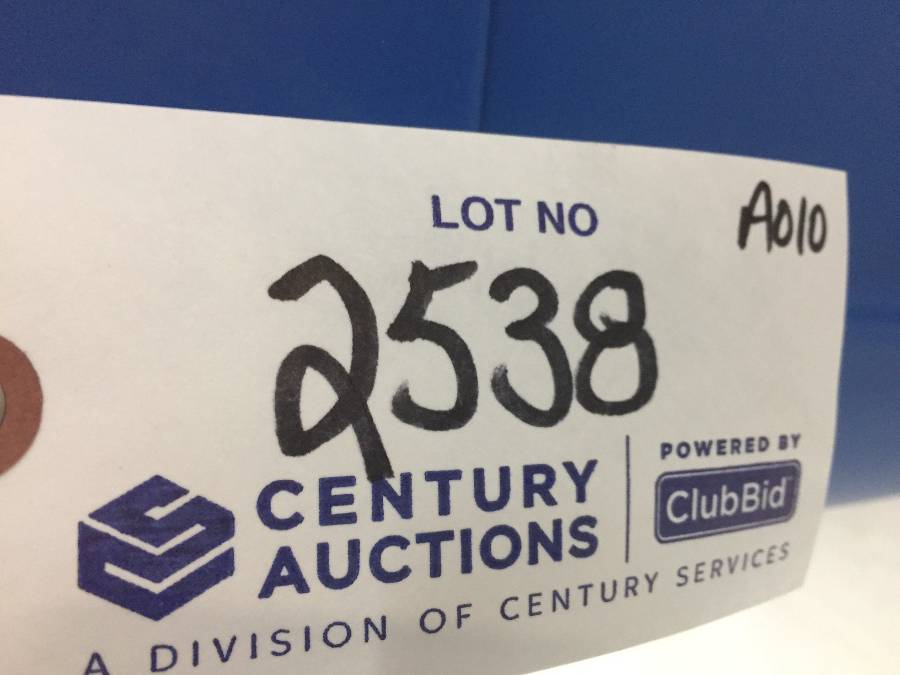 LOT NO
A010
2538
CENTURY
AUCTIONS
POWERED BY
ClubBid
A DIVISION OF CENTURY SERVICES